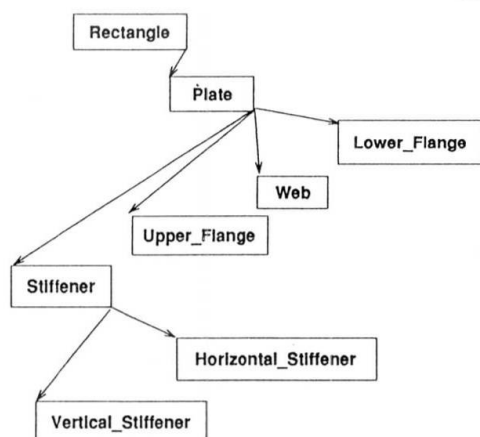 Rectangle
Plate
Lower_Flange
Web
Upper_Flange
Stiffener
Horizontal_Stiffener
Vertical_Stiffener